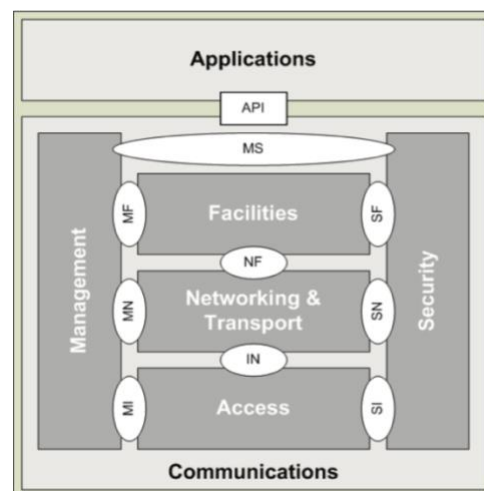 Applications
API
MS
Management
MF
Facilities
SF
Security
NF
MN
Networking &
Transport
SN
IN
MI
Access
SI
Communications